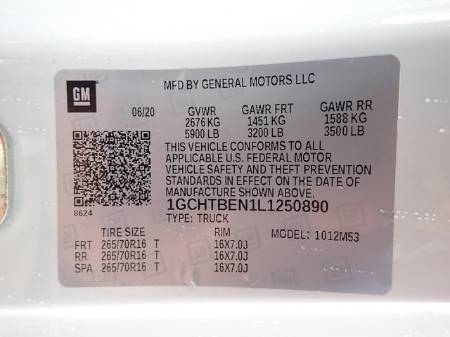 GM
MFD BY GENERAL MOTORS LLC
06/20 GVWR GAWR FRT GAWR RR
2676 KG 1451 KG 1588 KG
5900 LB 3200 LB 3500 LB
THIS VEHICLE CONFORMS TO ALL
APPLICABLE U.S. FEDERAL MOTOR
VEHICLE SAFETY AND THEFT PREVENTION
STANDARDS IN EFFECT ON THE DATE OF
MANUFACTURE SHOWN ABOVE.
8624 1GCHTBEN1L1250890
TYPE: TRUCK
TIRE SIZE RIM MODEL: 1012M53
FRT 265/70R16 T 16X7.0J
RR 265/70R16 T 16X7.0J
SPA 265/70R16 T 16X7.0J